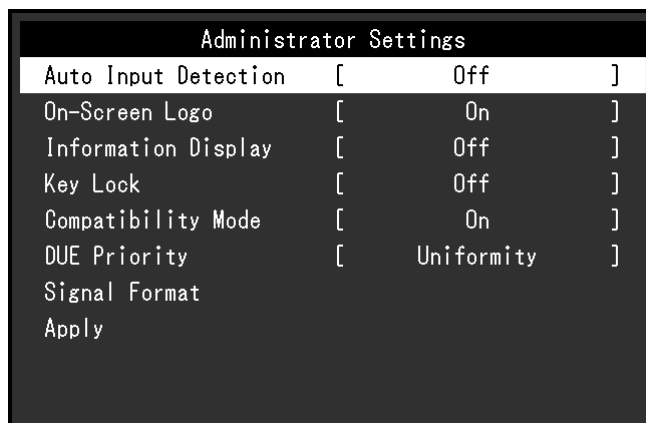 Administrator Settings
Auto Input Detection [ Off ]
On-Screen Logo [ On ]
Information Display [ Off ]
Key Lock [ Off ]
Compatibility Mode [ On ]
DUE Priority [ Uniformity ]
Signal Format
Apply